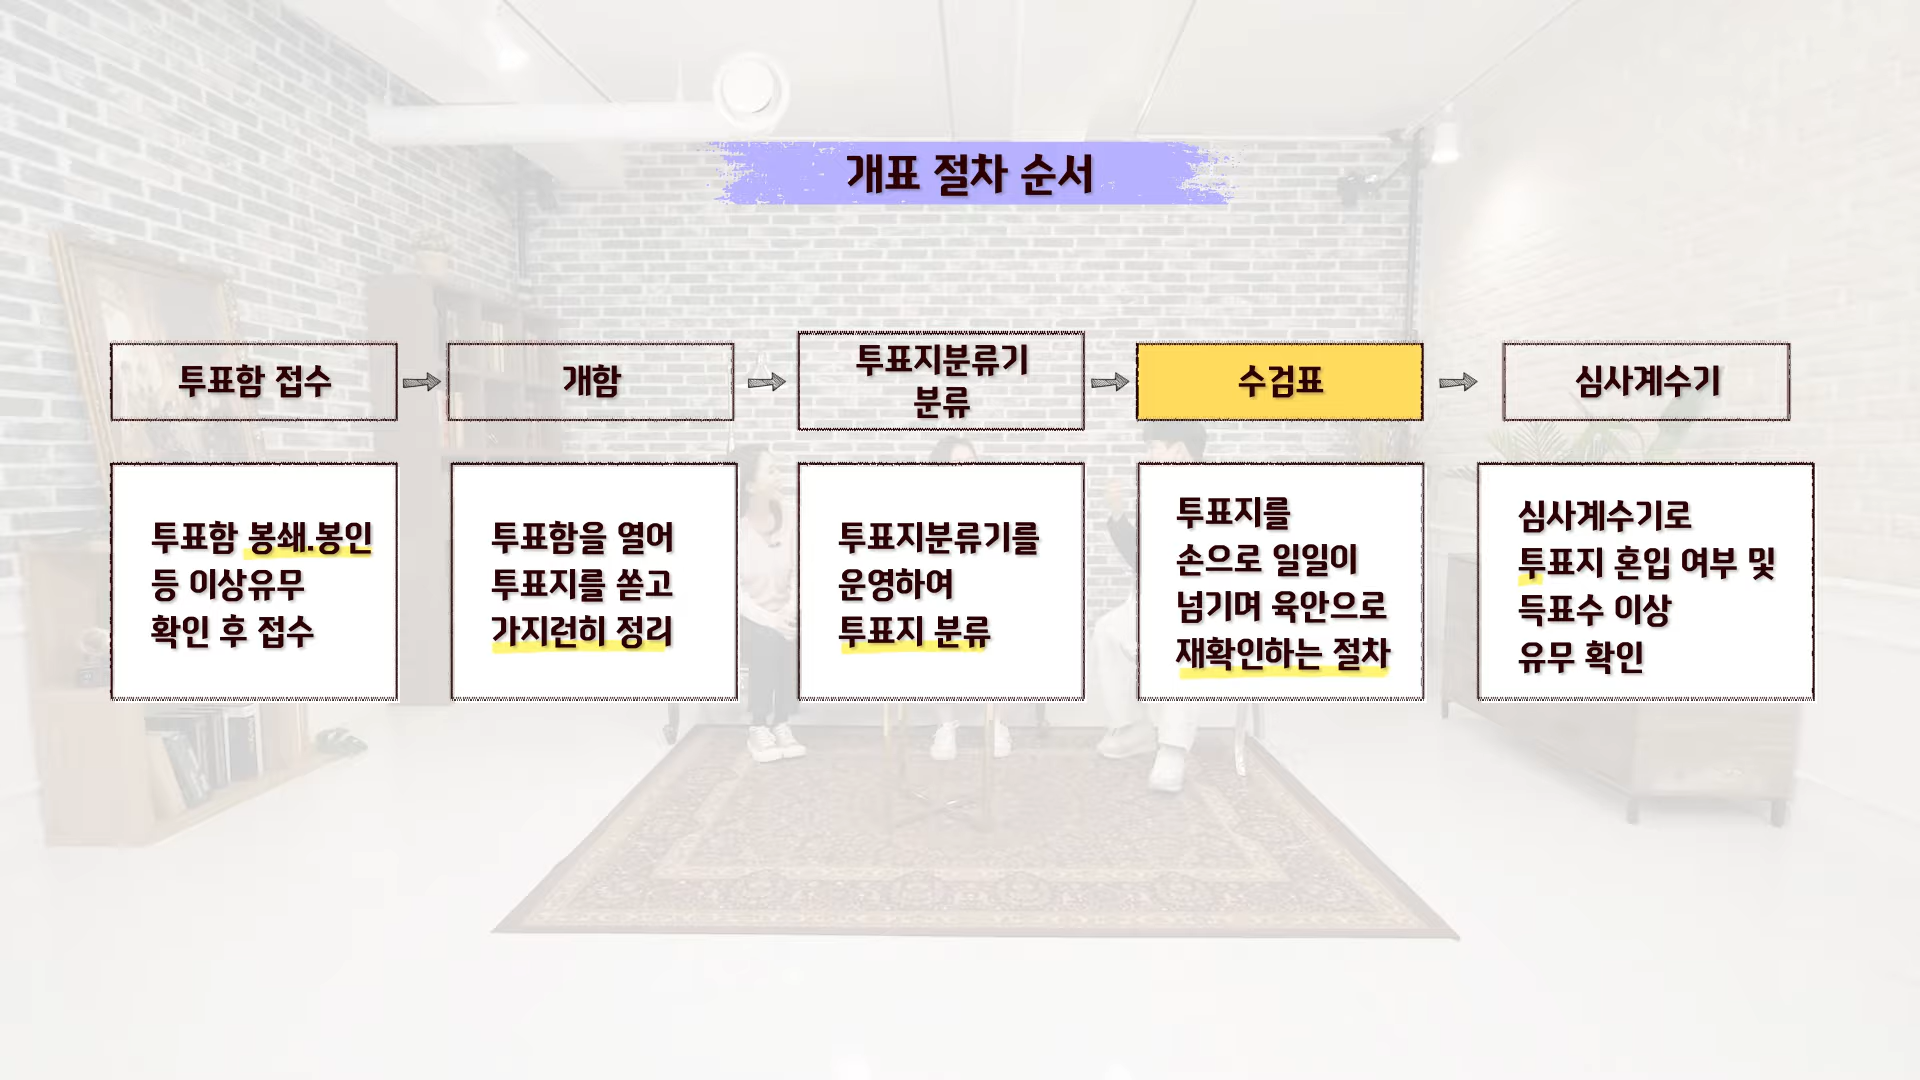 개표 절차 순서
투표함 접수
개함
투표지분류기
분류
수검표
심사계수기
투표함 봉쇄.봉인
등 이상유무
확인 후 접수
투표함을 열어
투표지를 쏟고
가지런히 정리
투표지분류기를
운영하여
투표지 분류
투표지를
손으로 일일이
넘기며 육안으로
재확인하는 절차
심사계수기로
투표지 혼입 여부 및
득표수 이상
유무 확인